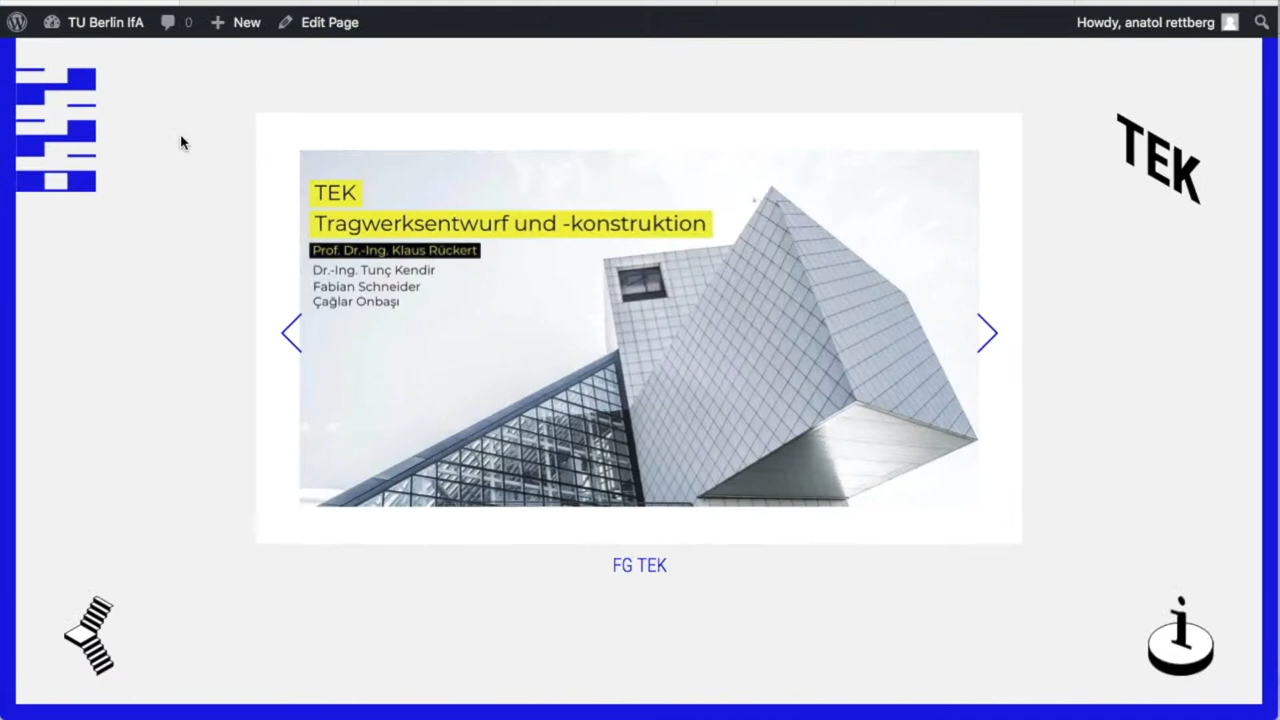 TU Berlin IfA
0
New
Edit Page
Howdy, anatol rettberg
TEK
TEK
Tragwerksentwurf und -konstruktion
Prof. Dr.-Ing. Klaus Rückert
Dr.-Ing. Tunç Kendir
Fabian Schneider
Çağlar Onbaşı
FG TEK
i